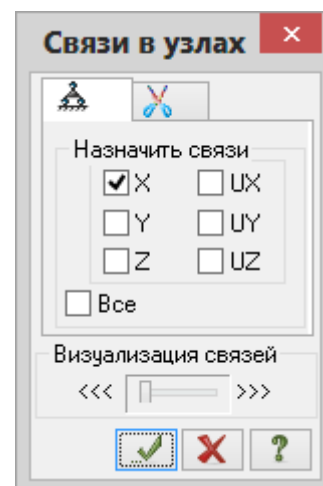 Связи в узлах
Назначить связи
X UX
Y UY
Z UZ
Все
Визуализация связей
<<< >>>
?